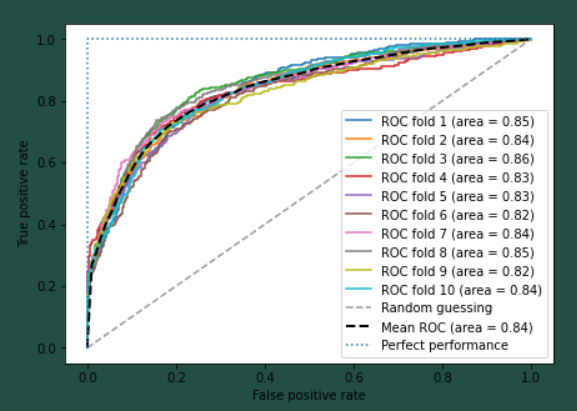 1.0
0.8
0.6
0.4
0.2
0.0
True positive rate
ROC fold 1 (area = 0.85)
ROC fold 2 (area = 0.84)
ROC fold 3 (area = 0.86)
ROC fold 4 (area = 0.83)
ROC fold 5 (area = 0.83)
ROC fold 6 (area = 0.82)
ROC fold 7 (area = 0.84)
ROC fold 8 (area = 0.85)
ROC fold 9 (area = 0.82)
ROC fold 10 (area = 0.84)
Random guessing
Mean ROC (area = 0.84)
Perfect performance
0.0 0.2 0.4 0.6 0.8 1.0
False positive rate